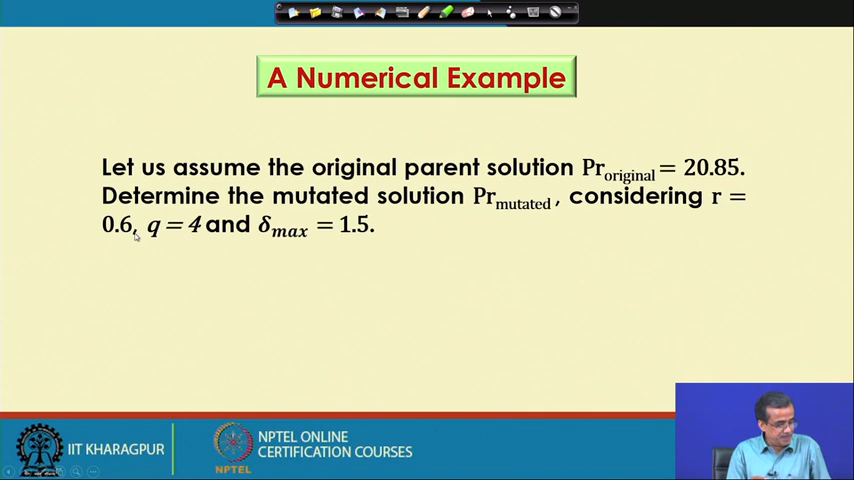 A Numerical Example
Let us assume the original parent solution Pr_original = 20.85.
Determine the mutated solution Pr_mutated, considering r =
0.6, q = 4 and δ_max = 1.5.
IIT KHARAGPUR
NPTEL
NPTEL ONLINE
CERTIFICATION COURSES